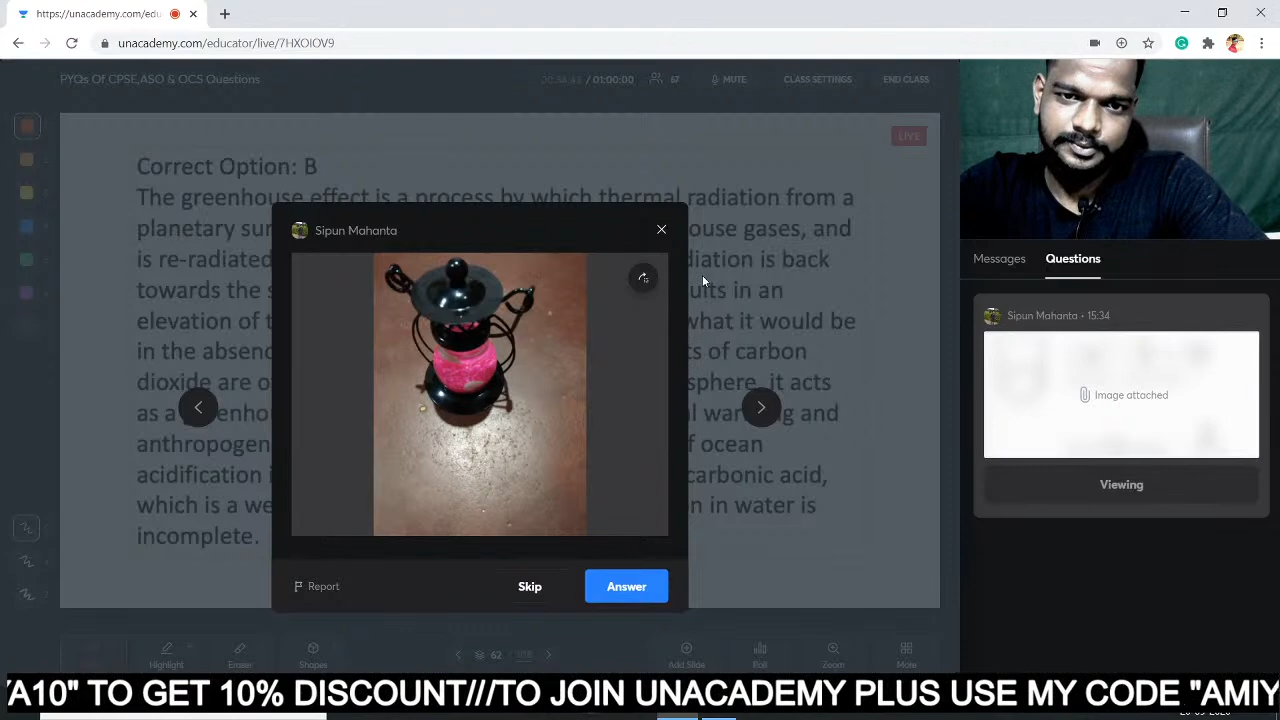 https://unacademy.com/edu
unacademy.com/educator/live/7HXOIOV9
PYQs Of CPSE,ASO & OCS Questions
/ 01:00:00
67
MUTE
CLASS SETTINGS
END CLASS
LIVE
Correct Option: B
The greenhouse effect is a process by which thermal radiation from a
planetary sur
ouse gases, and
is re-radiated
diation is back
towards the s
ults in an
elevation of t
what it would be
in the absenc
ts of carbon
dioxide are o
sphere, it acts
as a
enhou
al wa
ng and
anthropogen
f ocean
acidification i
carbonic acid,
which is a we
on in water is
incomplete.
Sipun Mahanta
Report
Skip
Answer
Messages
Questions
Sipun Mahanta • 15:34
Image attached
Viewing
Highlight
Eraser
Shapes
62
Add Slide
Poll
Zoom
More
/A10" TO GET 10% DISCOUNT///TO JOIN UNACADEMY PLUS USE MY CODE "AMIY